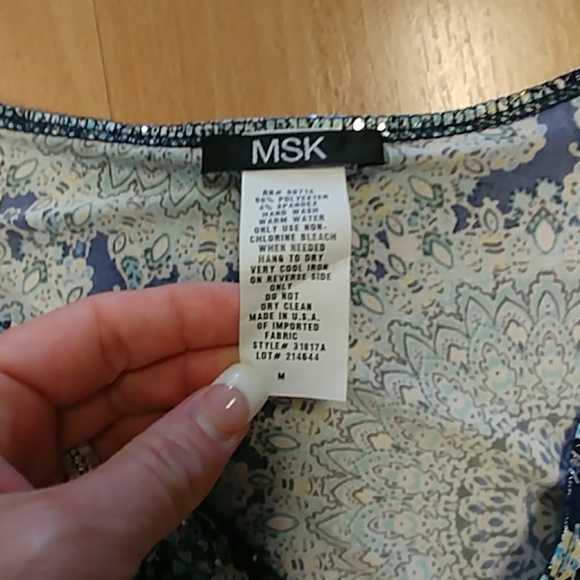 MSK
RN# 98714
96% POLYESTER
4% SPANDEX
HAND WASH
WARM WATER
ONLY USE NON-
CHLORINE BLEACH
WHEN NEEDED
HANG TO DRY
VERY COOL IRON
ON REVERSE SIDE
ONLY
DO NOT
DRY CLEAN
MADE IN U.S.A.
OF IMPORTED
FABRIC
STYLE# 31817A
LOT# 214644
M